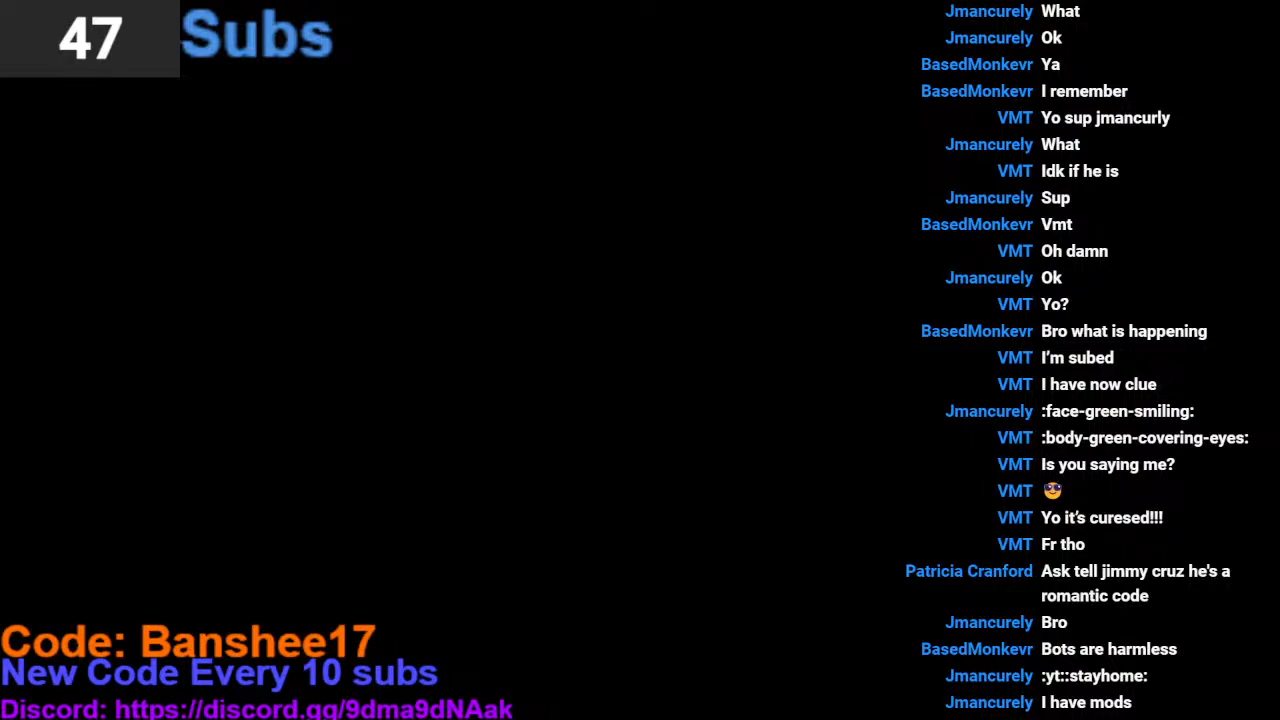 47 Subs
Jmancurely What
Jmancurely Ok
BasedMonkevr Ya
BasedMonkevr I remember
VMT Yo sup jmancurly
Jmancurely What
VMT Idk if he is
Jmancurely Sup
BasedMonkevr Vmt
VMT Oh damn
Jmancurely Ok
VMT Yo?
BasedMonkevr Bro what is happening
VMT I’m subed
VMT I have now clue
Jmancurely :face-green-smiling:
VMT :body-green-covering-eyes:
VMT Is you saying me?
VMT 😎
VMT Yo it’s curesed!!!
VMT Fr tho
Patricia Cranford Ask tell jimmy cruz he's a
romantic code
Jmancurely Bro
BasedMonkevr Bots are harmless
Jmancurely :yt::stayhome:
Jmancurely I have mods
Code: Banshee17
New Code Every 10 subs
Discord: https://discord.gg/9dma9dNAak